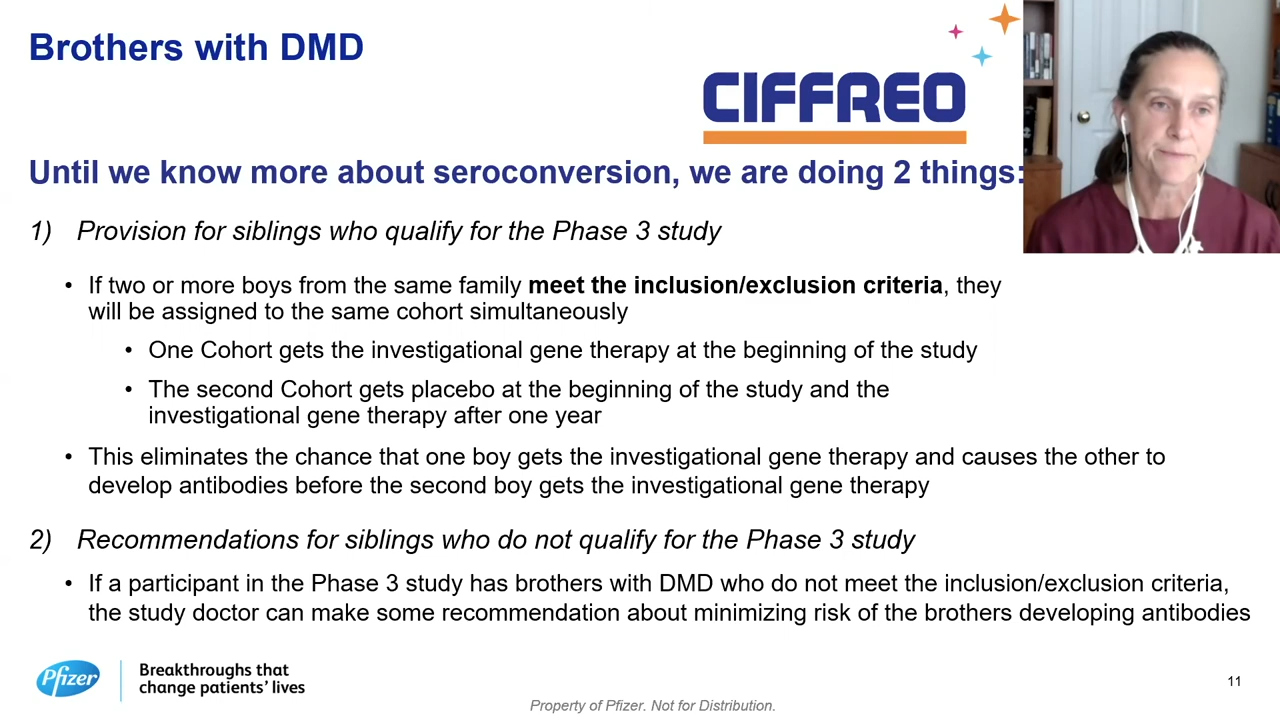 Brothers with DMD
CIFFREO
Until we know more about seroconversion, we are doing 2 things:
1) Provision for siblings who qualify for the Phase 3 study
• If two or more boys from the same family meet the inclusion/exclusion criteria, they
will be assigned to the same cohort simultaneously
• One Cohort gets the investigational gene therapy at the beginning of the study
• The second Cohort gets placebo at the beginning of the study and the
investigational gene therapy after one year
• This eliminates the chance that one boy gets the investigational gene therapy and causes the other to
develop antibodies before the second boy gets the investigational gene therapy
2) Recommendations for siblings who do not qualify for the Phase 3 study
• If a participant in the Phase 3 study has brothers with DMD who do not meet the inclusion/exclusion criteria,
the study doctor can make some recommendation about minimizing risk of the brothers developing antibodies
Pfizer
Breakthroughs that
change patients' lives
11
Property of Pfizer. Not for Distribution.